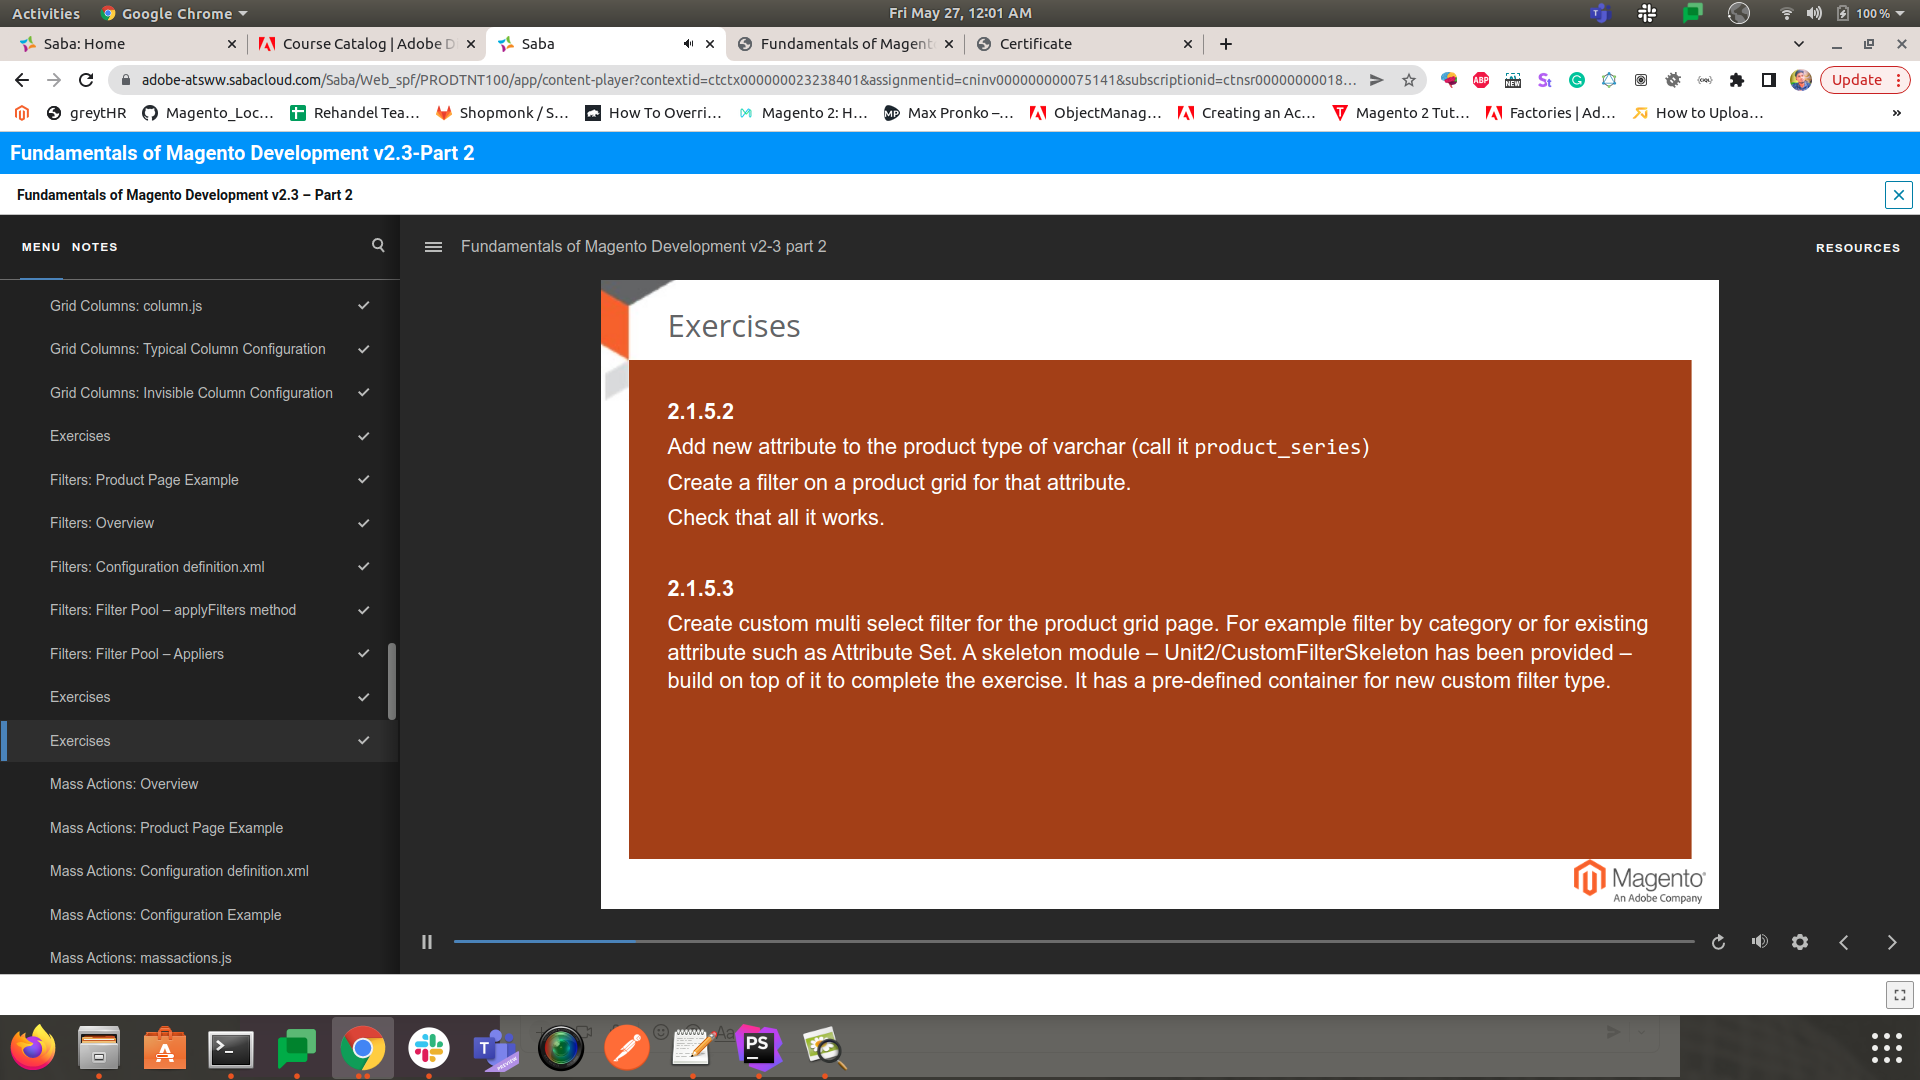 Activities
Google Chrome
Fri May 27, 12:01 AM
100 %
Saba: Home
Course Catalog | Adobe D
Saba
Fundamentals of Magent
Certificate
adobe-atsww.sabacloud.com/Saba/Web_spf/PRODTNT100/app/content-player?contextid=ctctx000000023238401&assignmentid=cninv000000000075141&subscriptionid=ctnsr00000000018...
Update
greytHR
Magento_Loc...
Rehandel Tea...
Shopmonk / S...
How To Overri...
Magento 2: H...
Max Pronko –...
ObjectManag...
Creating an Ac...
Magento 2 Tut...
Factories | Ad...
How to Uploa...
»
Fundamentals of Magento Development v2.3-Part 2
Fundamentals of Magento Development v2.3 – Part 2
MENU
NOTES
Fundamentals of Magento Development v2-3 part 2
RESOURCES
Grid Columns: column.js
Grid Columns: Typical Column Configuration
Grid Columns: Invisible Column Configuration
Exercises
Filters: Product Page Example
Filters: Overview
Filters: Configuration definition.xml
Filters: Filter Pool – applyFilters method
Filters: Filter Pool – Appliers
Exercises
Exercises
Mass Actions: Overview
Mass Actions: Product Page Example
Mass Actions: Configuration definition.xml
Mass Actions: Configuration Example
Mass Actions: massactions.js
Exercises
2.1.5.2
Add new attribute to the product type of varchar (call it product_series)
Create a filter on a product grid for that attribute.
Check that all it works.
2.1.5.3
Create custom multi select filter for the product grid page. For example filter by category or for existing
attribute such as Attribute Set. A skeleton module – Unit2/CustomFilterSkeleton has been provided –
build on top of it to complete the exercise. It has a pre-defined container for new custom filter type.
Magento
An Adobe Company